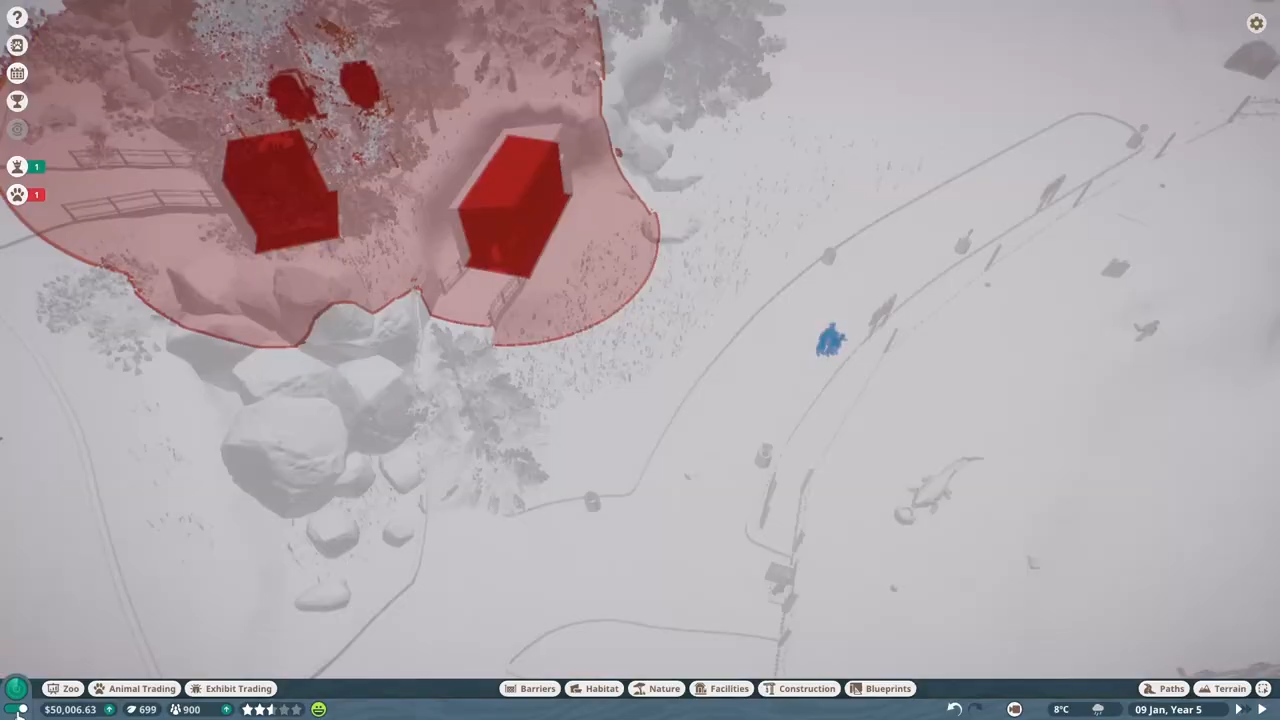 ?
1
1
Zoo Animal Trading Exhibit Trading Barriers Habitat Nature Facilities Construction Blueprints Paths Terrain
$50,006.63 699 900 8°C 09 Jan, Year 5